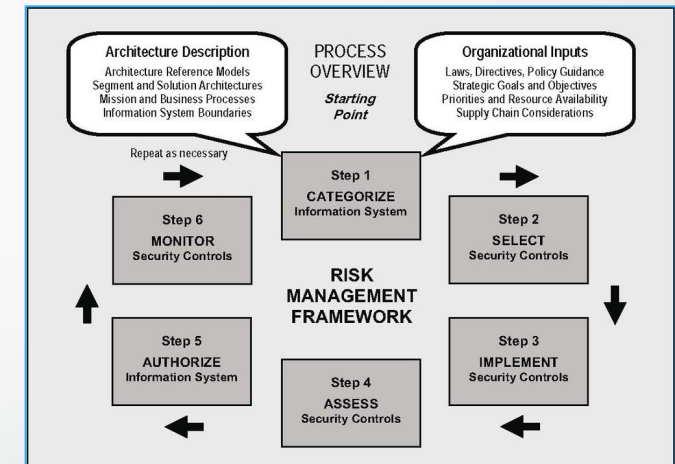 Architecture Description
Architecture Reference Models
Segment and Solution Architectures
Mission and Business Processes
Information System Boundaries
PROCESS
OVERVIEW
Starting
Point
Organizational Inputs
Laws, Directives, Policy Guidance
Strategic Goals and Objectives
Priorities and Resource Availability
Supply Chain Considerations
Repeat as necessary
Step 1
CATEGORIZE
Information System
Step 2
SELECT
Security Controls
Step 3
IMPLEMENT
Security Controls
Step 4
ASSESS
Security Controls
Step 5
AUTHORIZE
Information System
Step 6
MONITOR
Security Controls
RISK
MANAGEMENT
FRAMEWORK